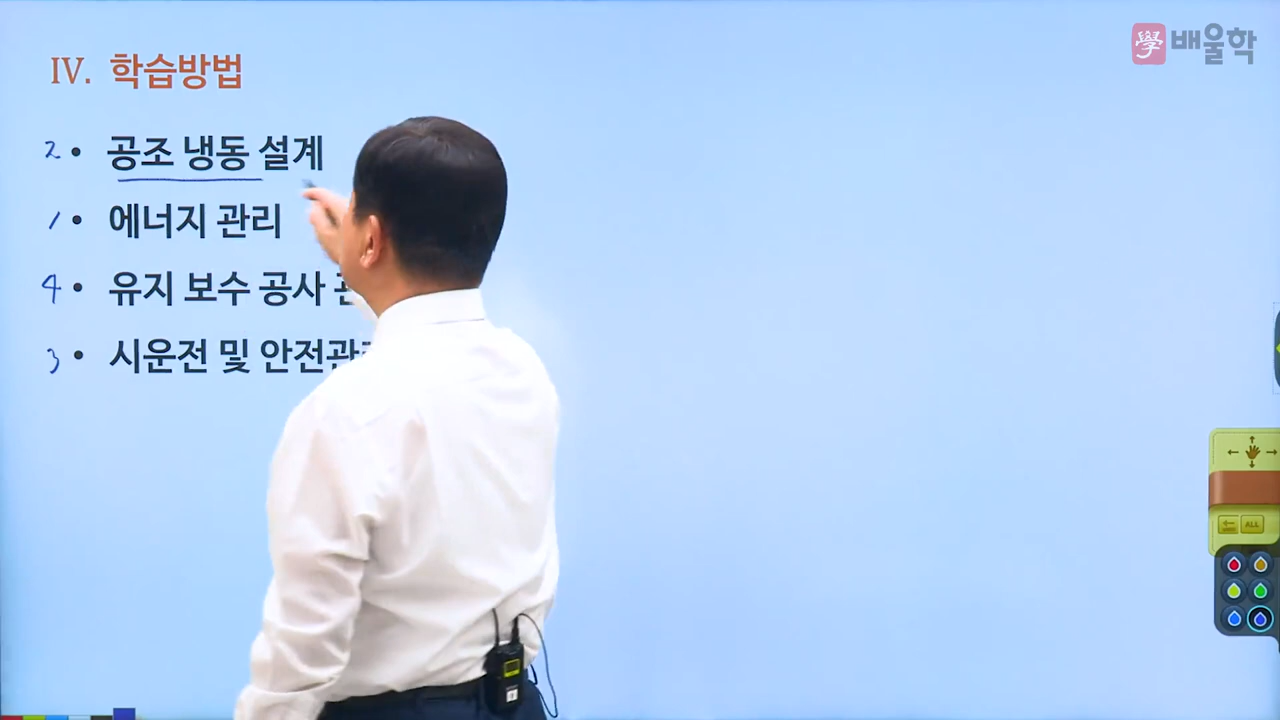 學 배울학
IV. 학습방법
2 • 공조 냉동 설계
1 • 에너지 관리
4 • 유지 보수 공사
3 • 시운전 및 안전관
ALL